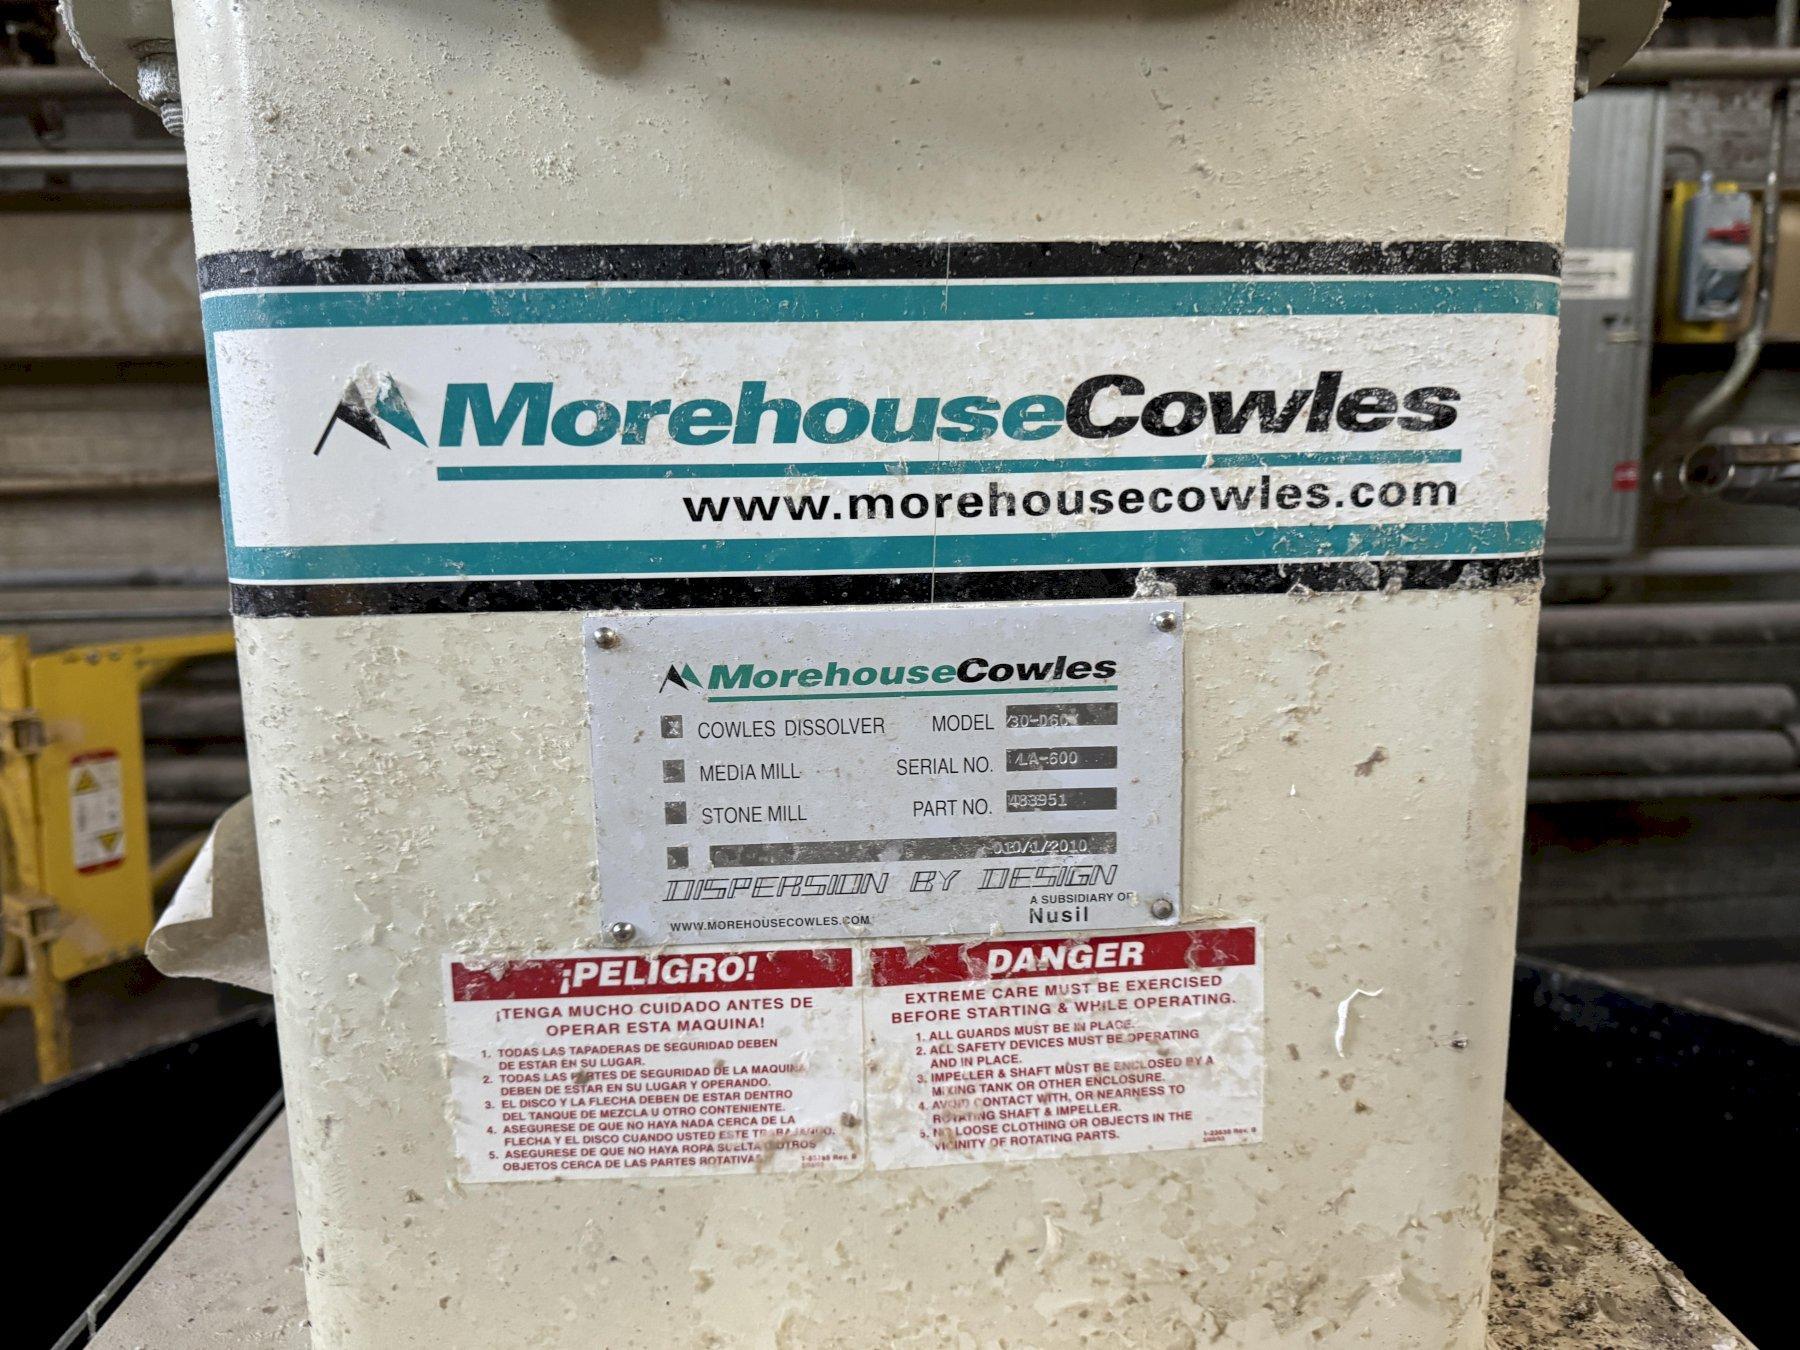 MorehouseCowles
www.morehousecowles.com
MorehouseCowles
X COWLES DISSOLVER MODEL
MEDIA MILL SERIAL NO. LA-600
STONE MILL PART NO. 483951
DISPERSION BY DESIGN
A SUBSIDIARY OF
WWW.MOREHOUSECOWLES.COM Nusil
¡PELIGRO!
¡TENGA MUCHO CUIDADO ANTES DE
OPERAR ESTA MAQUINA!
1. TODAS LAS TAPADERAS DE SEGURIDAD DEBEN
DE ESTAR EN SU LUGAR.
2. TODAS LAS PARTES DE SEGURIDAD DE LA MAQUINA
DEBEN DE ESTAR EN SU LUGAR Y OPERANDO.
3. EL DISCO Y LA FLECHA DEBEN DE ESTAR DENTRO
DEL TANQUE DE MEZCLA U OTRO CONTENIENTE.
4. ASEGURESE DE QUE NO HAYA NADA CERCA DE LA
FLECHA Y EL DISCO CUANDO USTED ESTE TRABAJANDO.
5. ASEGURESE DE QUE NO HAYA ROPA SUELTA U OTROS
OBJETOS CERCA DE LAS PARTES ROTATIVAS
DANGER
EXTREME CARE MUST BE EXERCISED
BEFORE STARTING & WHILE OPERATING.
1. ALL GUARDS MUST BE IN PLACE.
2. ALL SAFETY DEVICES MUST BE OPERATING
AND IN PLACE.
3. IMPELLER & SHAFT MUST BE ENCLOSED BY A
MIXING TANK OR OTHER ENCLOSURE.
4. AVOID CONTACT WITH, OR NEARNESS TO
ROTATING SHAFT & IMPELLER.
5. NO LOOSE CLOTHING OR OBJECTS IN THE
VICINITY OF ROTATING PARTS.